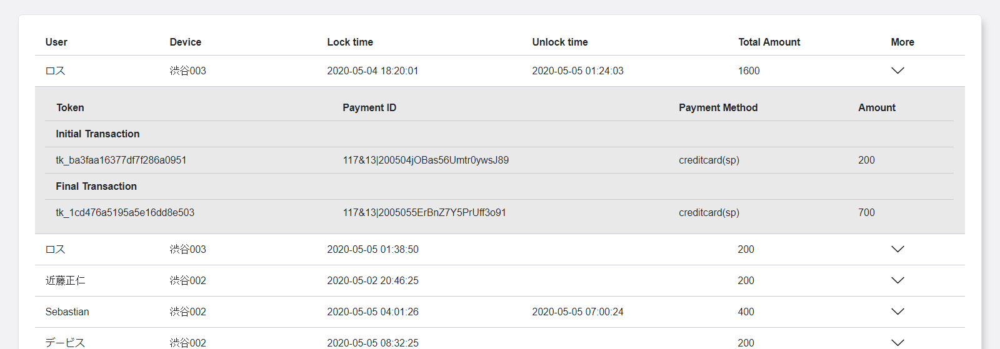 User Device Lock time Unlock time Total Amount More
ロス 渋谷003 2020-05-04 18:20:01 2020-05-05 01:24:03 1600
Token Payment ID Payment Method Amount
Initial Transaction
tk_ba3faa16377df7f286a0951 117&13|200504jOBas56Umtr0ywsJ89 creditcard(sp) 200
Final Transaction
tk_1cd476a5195a5e16dd8e503 117&13|2005055ErBnZ7Y5PrUff3o91 creditcard(sp) 700
ロス 渋谷003 2020-05-05 01:38:50 200
近藤正仁 渋谷002 2020-05-02 20:46:25 200
Sebastian 渋谷002 2020-05-05 04:01:26 2020-05-05 07:00:24 400
デービス 渋谷002 2020-05-05 08:32:25 200